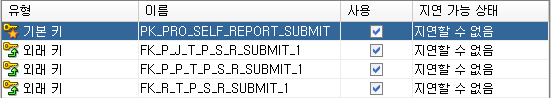 유형 이름 사용 지연 가능 상태
기본 키 PK_PRO_SELF_REPORT_SUBMIT 지연할 수 없음
외래 키 FK_P_J_T_P_S_R_SUBMIT_1 지연할 수 없음
외래 키 FK_P_P_T_P_S_R_SUBMIT_1 지연할 수 없음
외래 키 FK_R_T_P_S_R_SUBMIT_1 지연할 수 없음